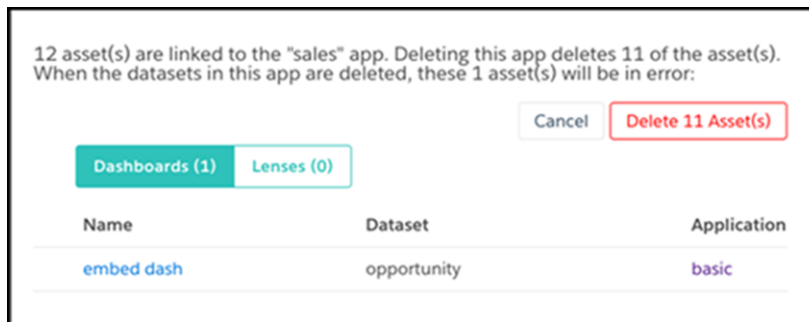 12 asset(s) are linked to the "sales" app. Deleting this app deletes 11 of the asset(s).
When the datasets in this app are deleted, these 1 asset(s) will be in error:
Cancel Delete 11 Asset(s)
Dashboards (1) Lenses (0)
Name Dataset Application
embed dash opportunity basic